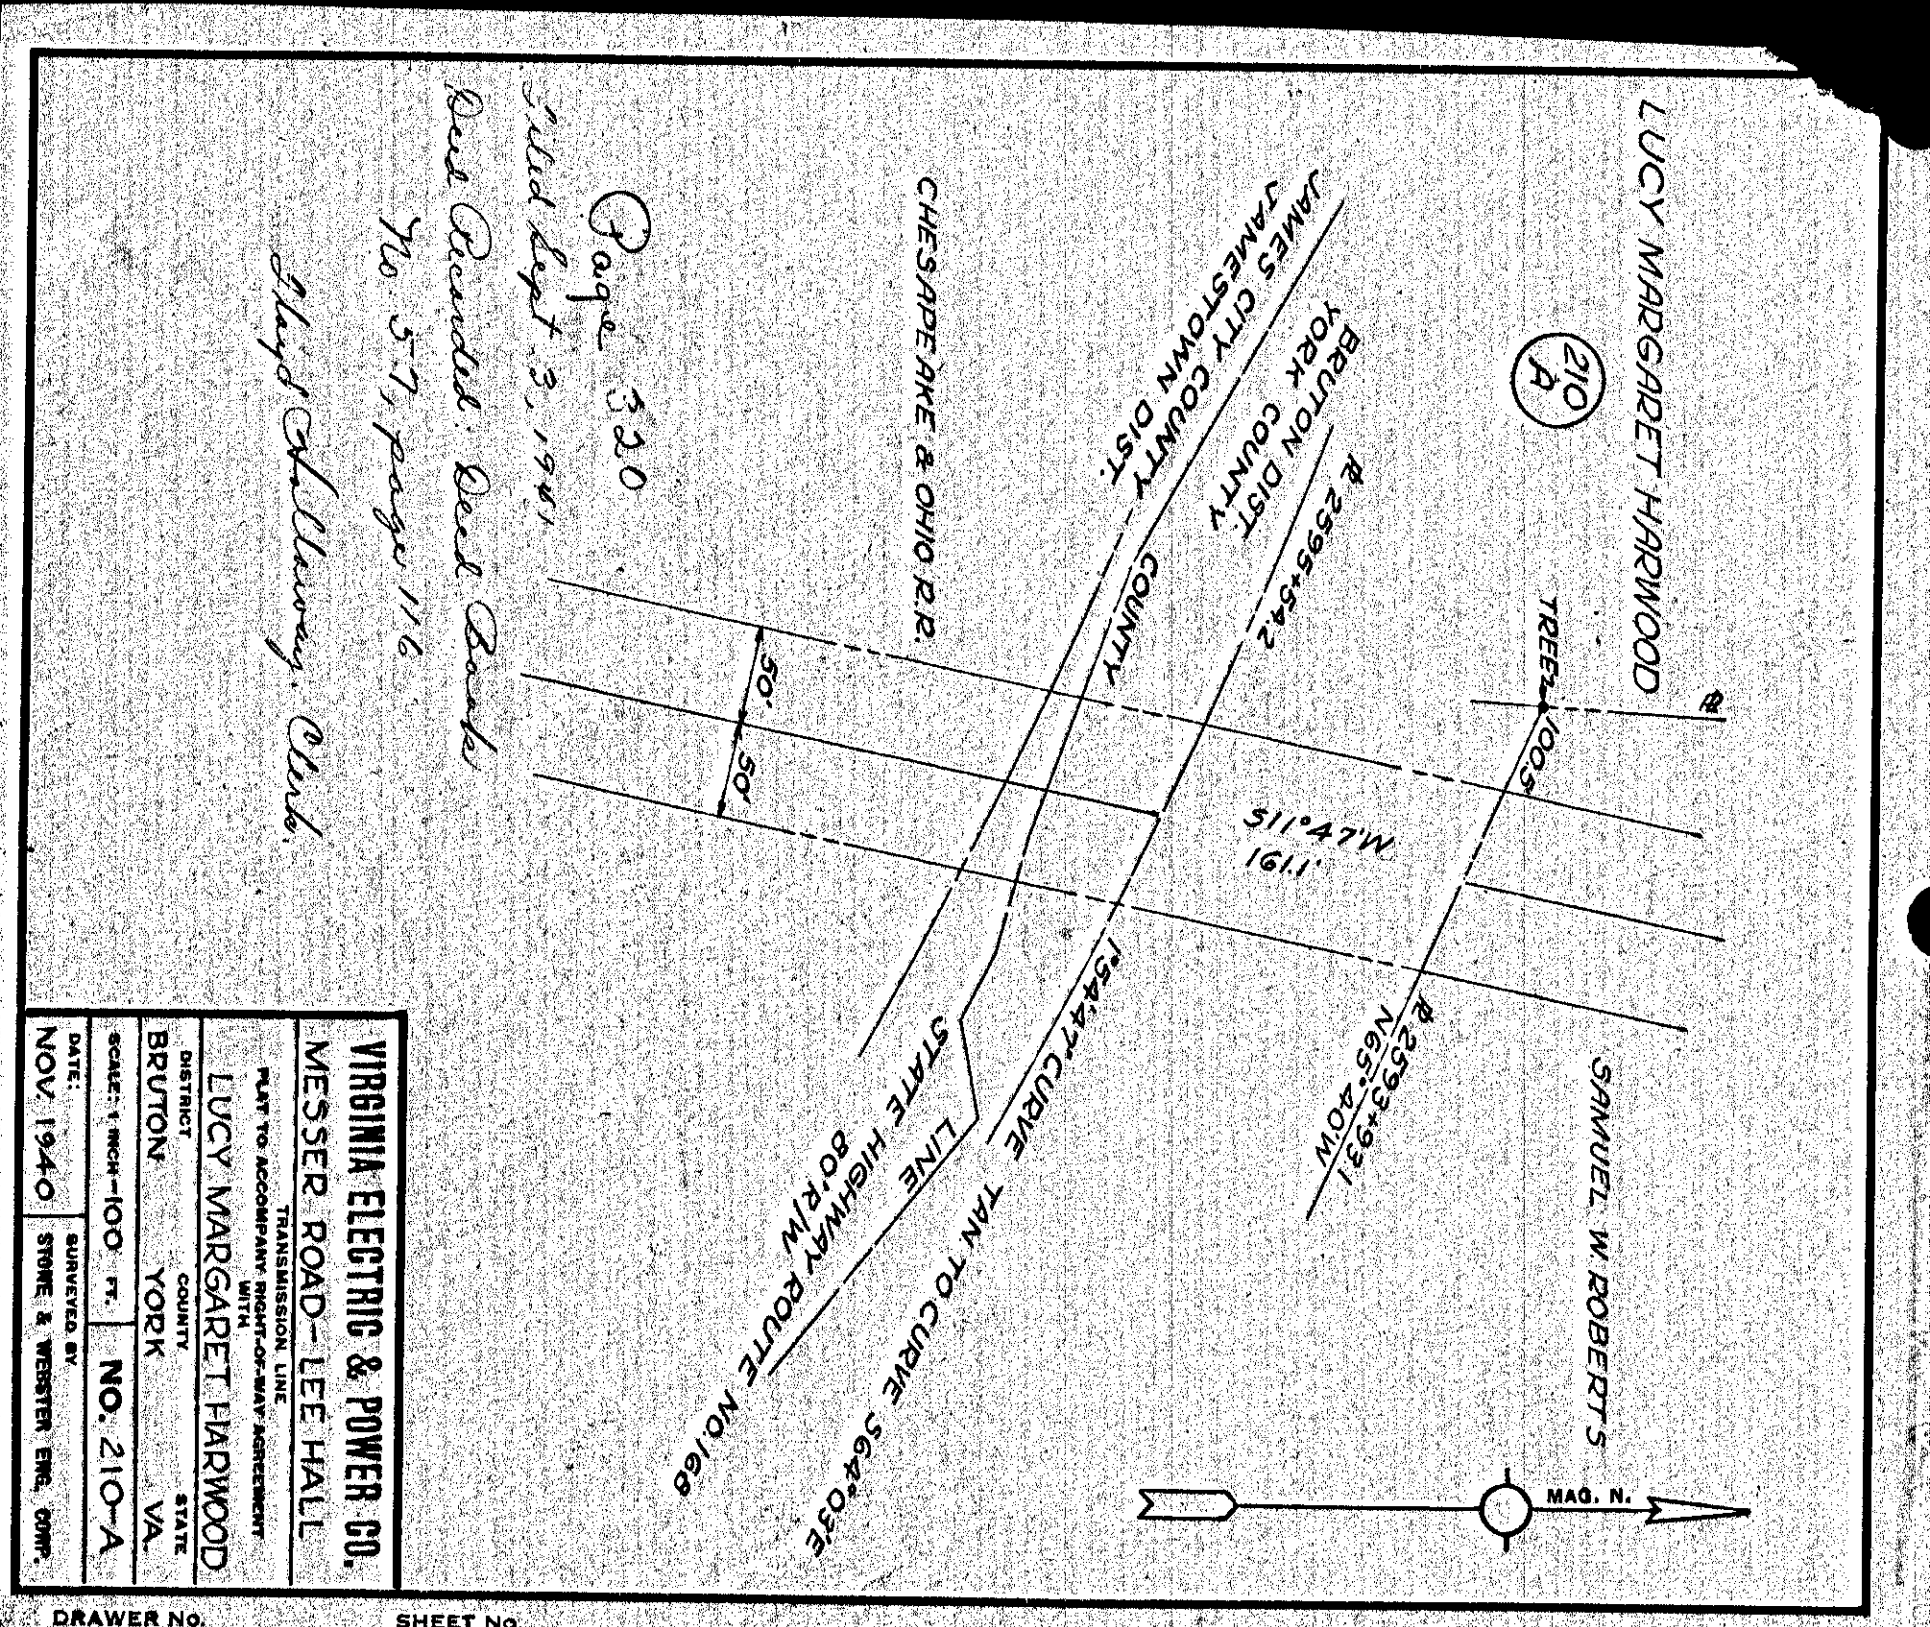 LUCY MARGARET HARWOOD
210
A
TREE
100.5'
SAMUEL W ROBERTS
MAG. N.
℄ 2593+93.1
N65°40'W
℄ 2595+54.2
S11°47'W
161.1'
BRUTON DIST.
YORK COUNTY
JAMES CITY COUNTY
JAMESTOWN DIST.
COUNTY
LINE
1°54'47" CURVE TAN TO CURVE S64°03'E
STATE HIGHWAY ROUTE NO.168
80' R/W
CHESAPEAKE & OHIO R.R.
50'
50'
Page 320
Filed Sept. 3, 1941
Deed Recorded: Deed Book
No. 57, page 116
Floyd Holloway, Clerk.
VIRGINIA ELECTRIC & POWER CO.
MESSER ROAD-LEE HALL
TRANSMISSION LINE
PLAT TO ACCOMPANY RIGHT-OF-WAY AGREEMENT
WITH
LUCY MARGARET HARWOOD
DISTRICT COUNTY STATE
BRUTON YORK VA.
SCALE: 1 INCH-100 FT. NO. 210-A
DATE: SURVEYED BY
NOV. 1940 STONE & WEBSTER ENG. CORP.
DRAWER NO. SHEET NO